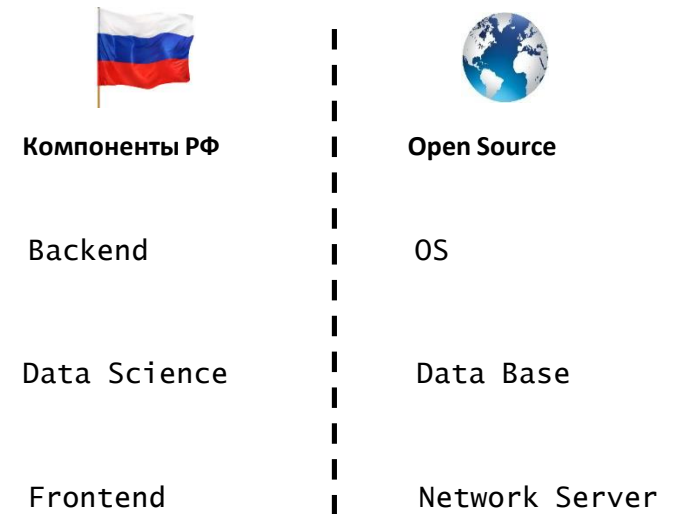 Компоненты РФ
Open Source
Backend
OS
Data Science
Data Base
Frontend
Network Server